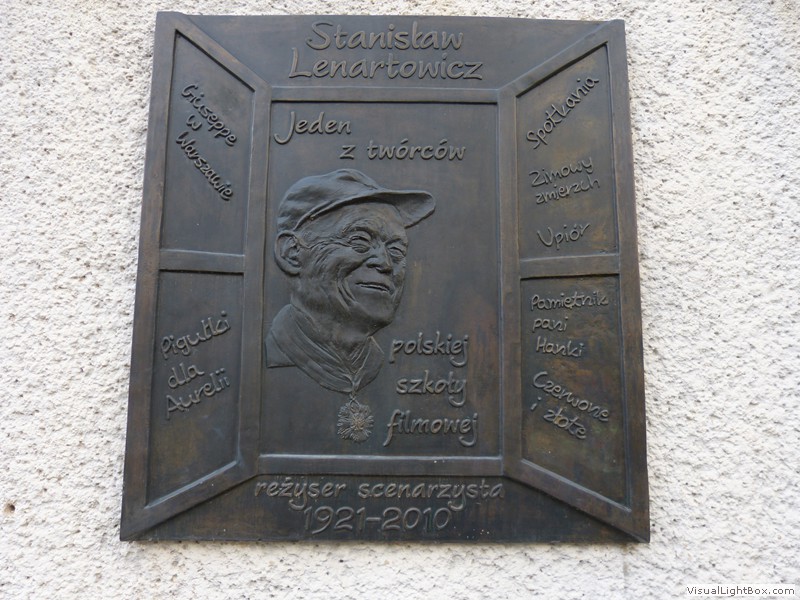 Stanisław
Lenartowicz
Giuseppe
w
Warszawie
Pigułki
dla
Aurelii
Jeden
z twórców
polskiej
szkoły
filmowej
Spotkania
Zimowy
zmierzch
Upiór
Pamiętnik
pani
Hanki
Czerwone
i złote
reżyser scenarzysta
1921-2010
VisualLightBox.com